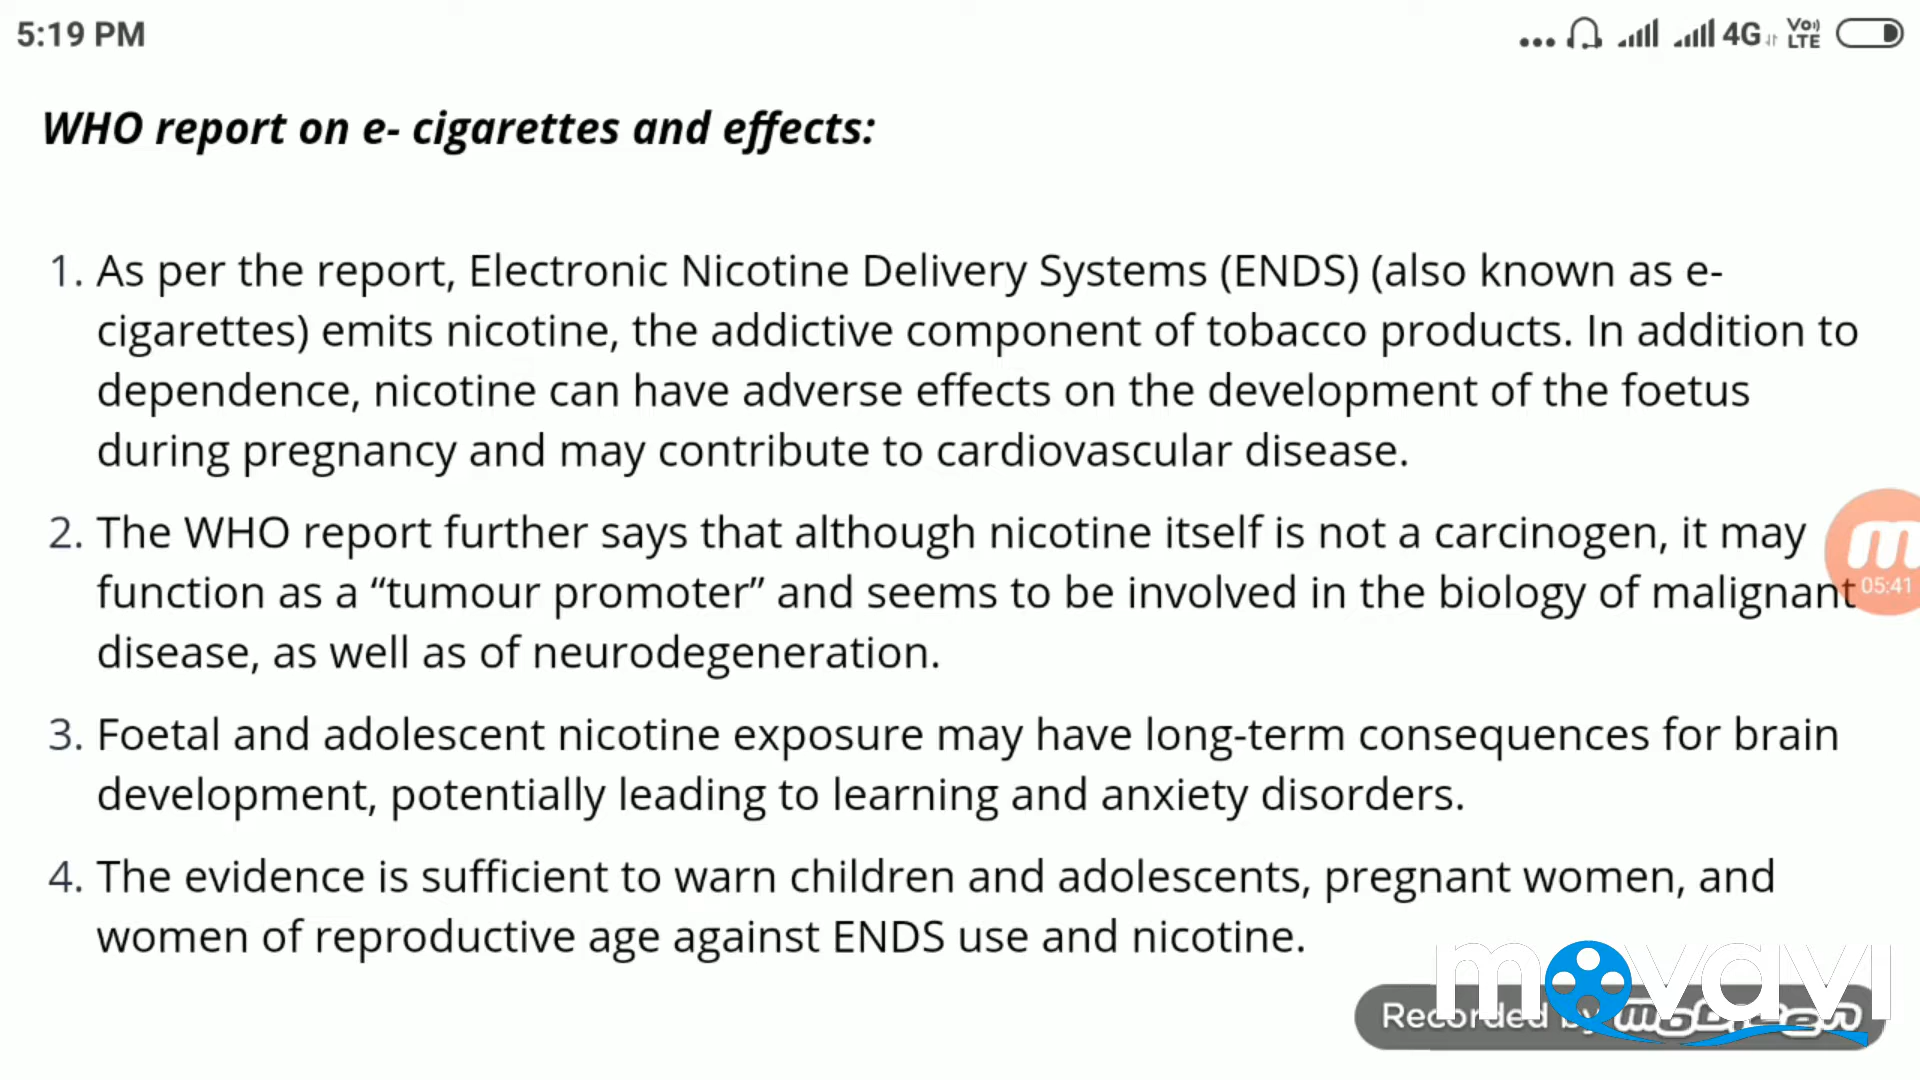 5:19 PM
4G
Vo) LTE
WHO report on e- cigarettes and effects:
1. As per the report, Electronic Nicotine Delivery Systems (ENDS) (also known as e-
cigarettes) emits nicotine, the addictive component of tobacco products. In addition to
dependence, nicotine can have adverse effects on the development of the foetus
during pregnancy and may contribute to cardiovascular disease.
2. The WHO report further says that although nicotine itself is not a carcinogen, it may
function as a “tumour promoter” and seems to be involved in the biology of malignant
disease, as well as of neurodegeneration.
05:41
3. Foetal and adolescent nicotine exposure may have long-term consequences for brain
development, potentially leading to learning and anxiety disorders.
4. The evidence is sufficient to warn children and adolescents, pregnant women, and
women of reproductive age against ENDS use and nicotine.
movavi
Recorded by